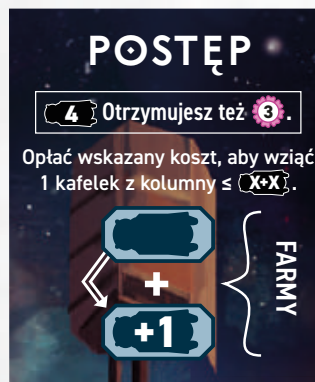 POSTĘP
4 Otrzymujesz też 3.
Opłać wskazany koszt, aby wziąć
1 kafelek z kolumny ≤ X+X.
+
+1
FARMY